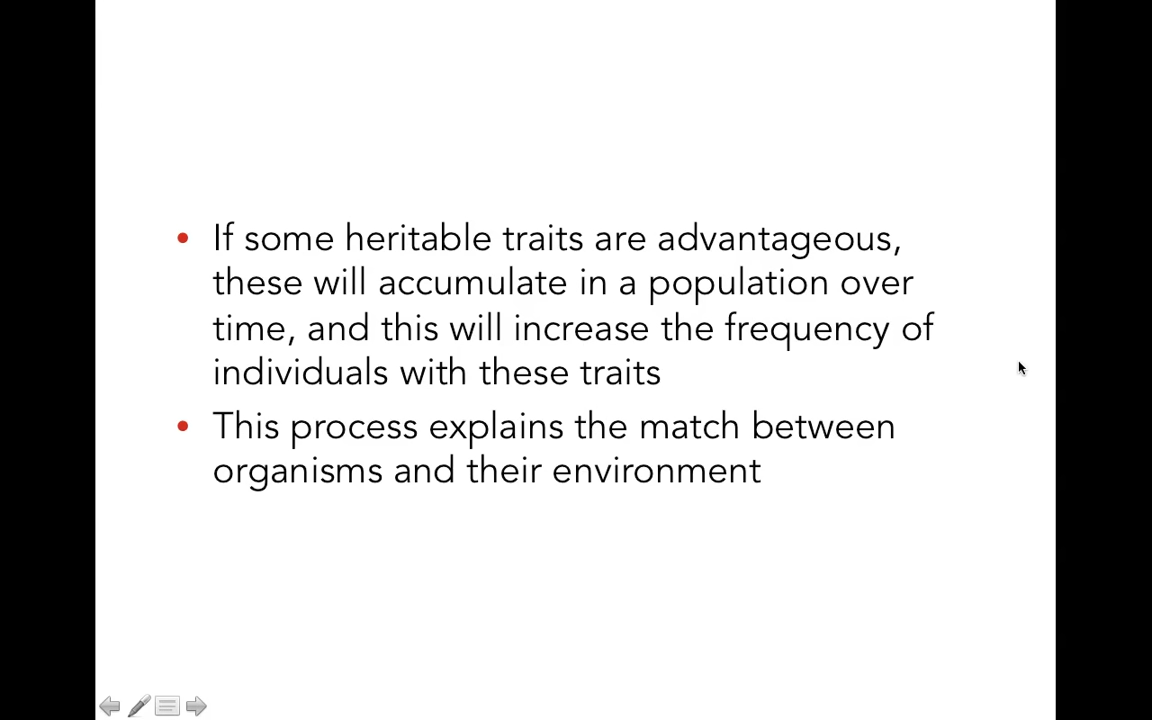 • If some heritable traits are advantageous,
these will accumulate in a population over
time, and this will increase the frequency of
individuals with these traits
• This process explains the match between
organisms and their environment